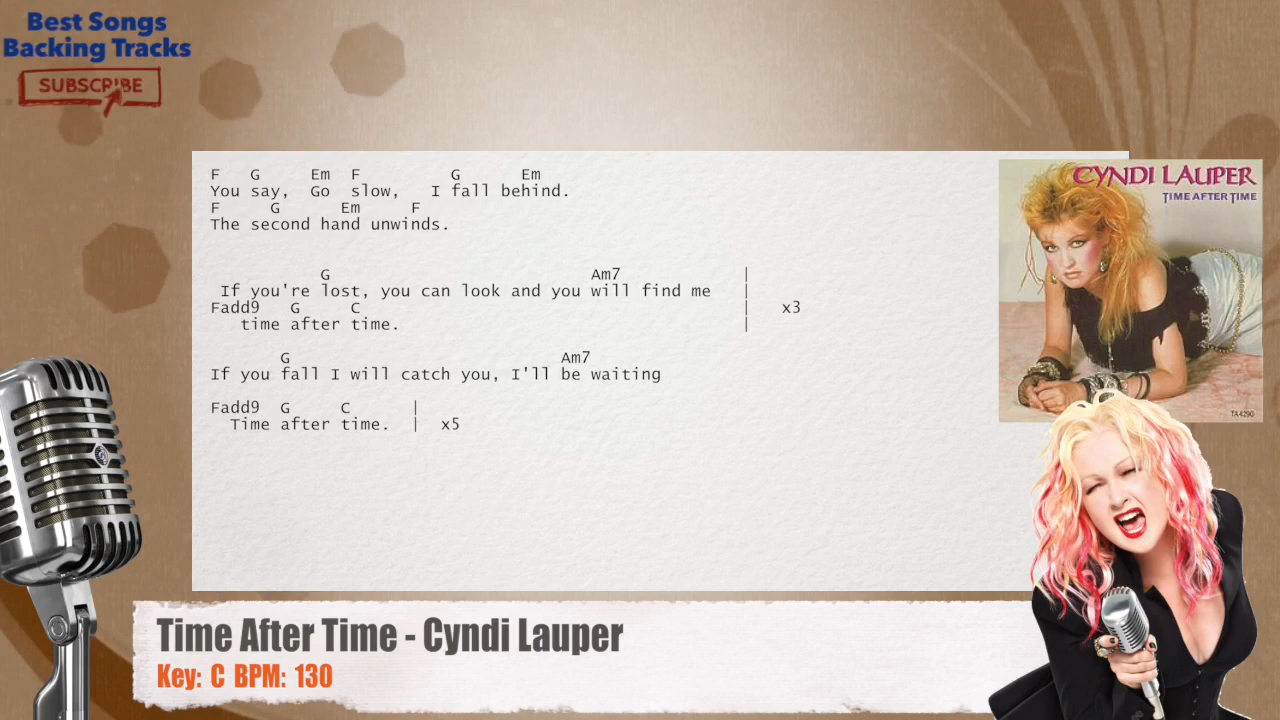 Best Songs
Backing Tracks
SUBSCRIBE
F   G     Em  F         G      Em
You say,  Go  slow,   I fall behind.
F     G      Em     F
The second hand unwinds.
           G                          Am7            |
 If you're lost, you can look and you will find me   |
Fadd9   G     C                                      |   x3
   time after time.                                  |
       G                           Am7
If you fall I will catch you, I'll be waiting
Fadd9  G     C      |
  Time after time.  |  x5
CYNDI LAUPER
TIME AFTER TIME
TA 4290
Time After Time - Cyndi Lauper
Key: C BPM: 130